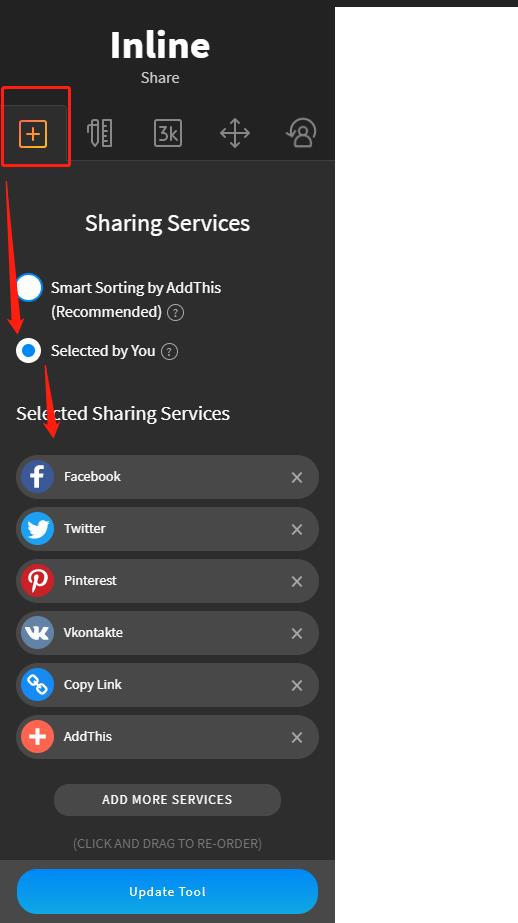 Inline
Share
3k
Sharing Services
Smart Sorting by AddThis
(Recommended) ?
Selected by You ?
Selected Sharing Services
Facebook
Twitter
Pinterest
Vkontakte
Copy Link
AddThis
ADD MORE SERVICES
(CLICK AND DRAG TO RE-ORDER)
Update Tool